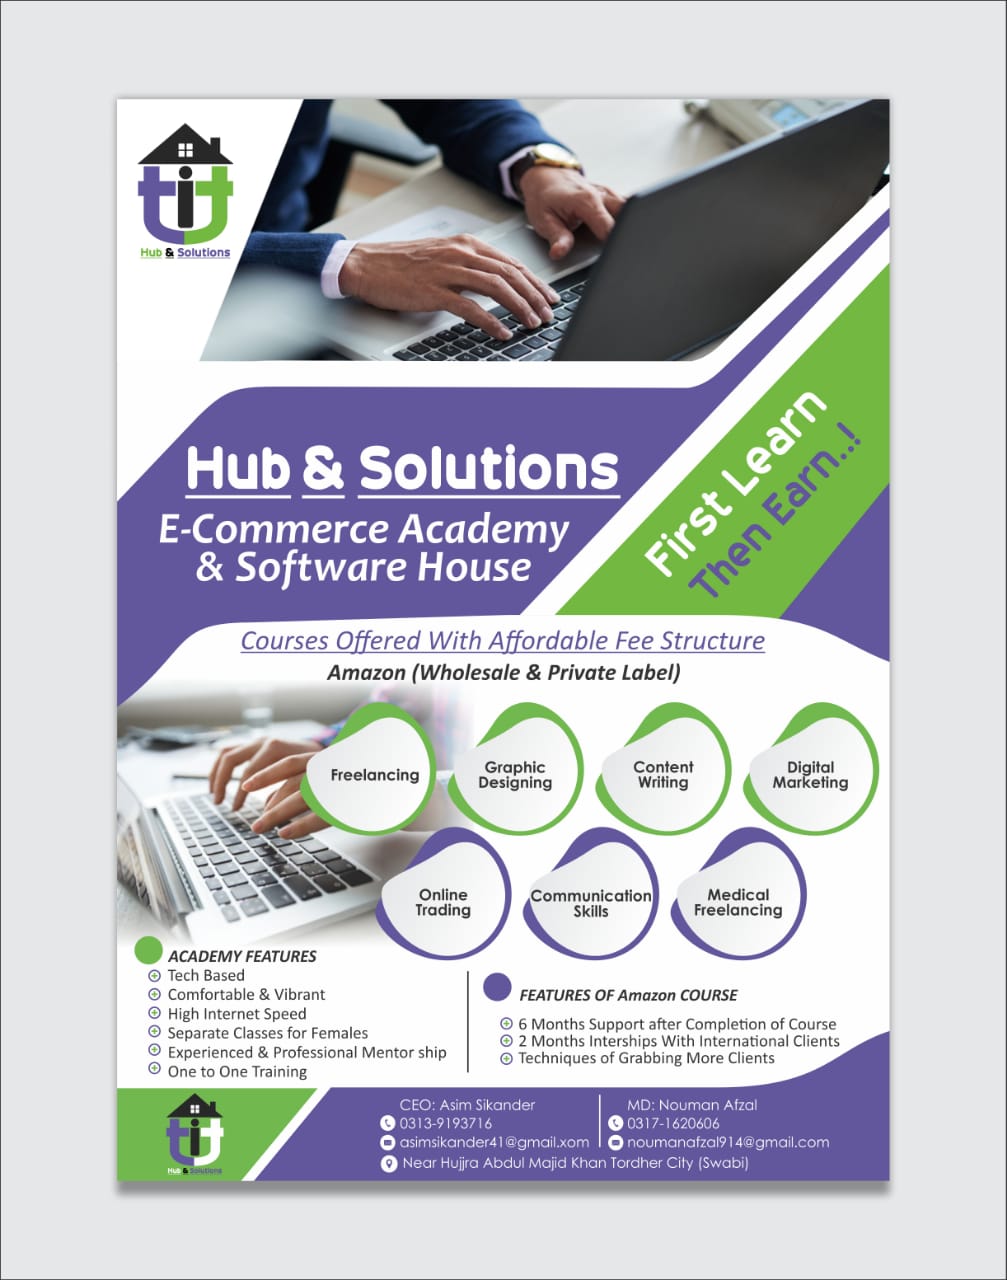 tit
Hub & Solutions
First Learn
Then Earn..!
Hub & Solutions
E-Commerce Academy
& Software House
Courses Offered With Affordable Fee Structure
Amazon (Wholesale & Private Label)
Freelancing
Graphic
Designing
Content
Writing
Digital
Marketing
Online
Trading
Communication
Skills
Medical
Freelancing
ACADEMY FEATURES
Tech Based
Comfortable & Vibrant
High Internet Speed
Separate Classes for Females
Experienced & Professional Mentor ship
One to One Training
FEATURES OF Amazon COURSE
6 Months Support after Completion of Course
2 Months Interships With International Clients
Techniques of Grabbing More Clients
tit
Hub & Solutions
CEO: Asim Sikander
0313-9193716
asimsikander41@gmail.xom
MD: Nouman Afzal
0317-1620606
noumanafzal914@gmail.com
Near Hujjra Abdul Majid Khan Tordher City (Swabi)